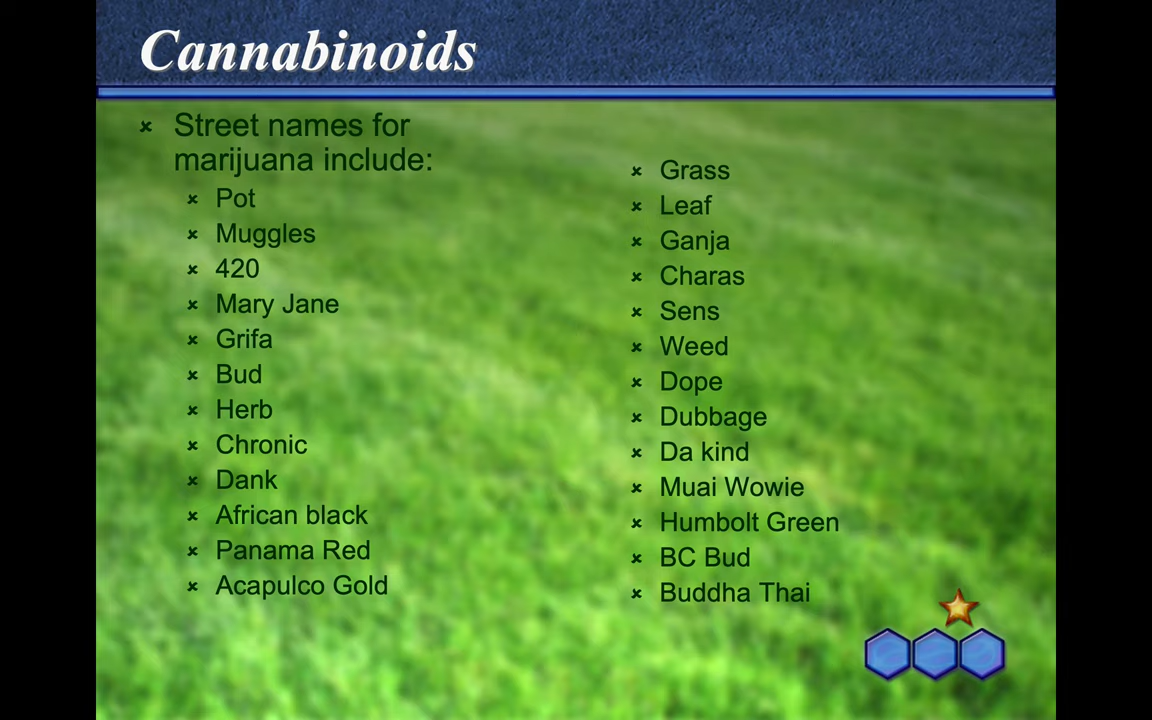 Cannabinoids
Street names for
marijuana include:
Pot
Muggles
420
Mary Jane
Grifa
Bud
Herb
Chronic
Dank
African black
Panama Red
Acapulco Gold
Grass
Leaf
Ganja
Charas
Sens
Weed
Dope
Dubbage
Da kind
Muai Wowie
Humbolt Green
BC Bud
Buddha Thai